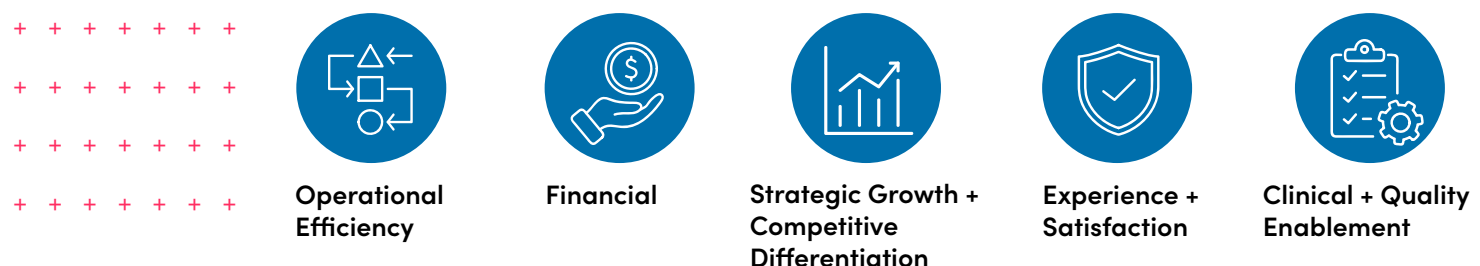 Operational
Efficiency
Financial
Strategic Growth +
Competitive
Differentiation
Experience +
Satisfaction
Clinical + Quality
Enablement
$